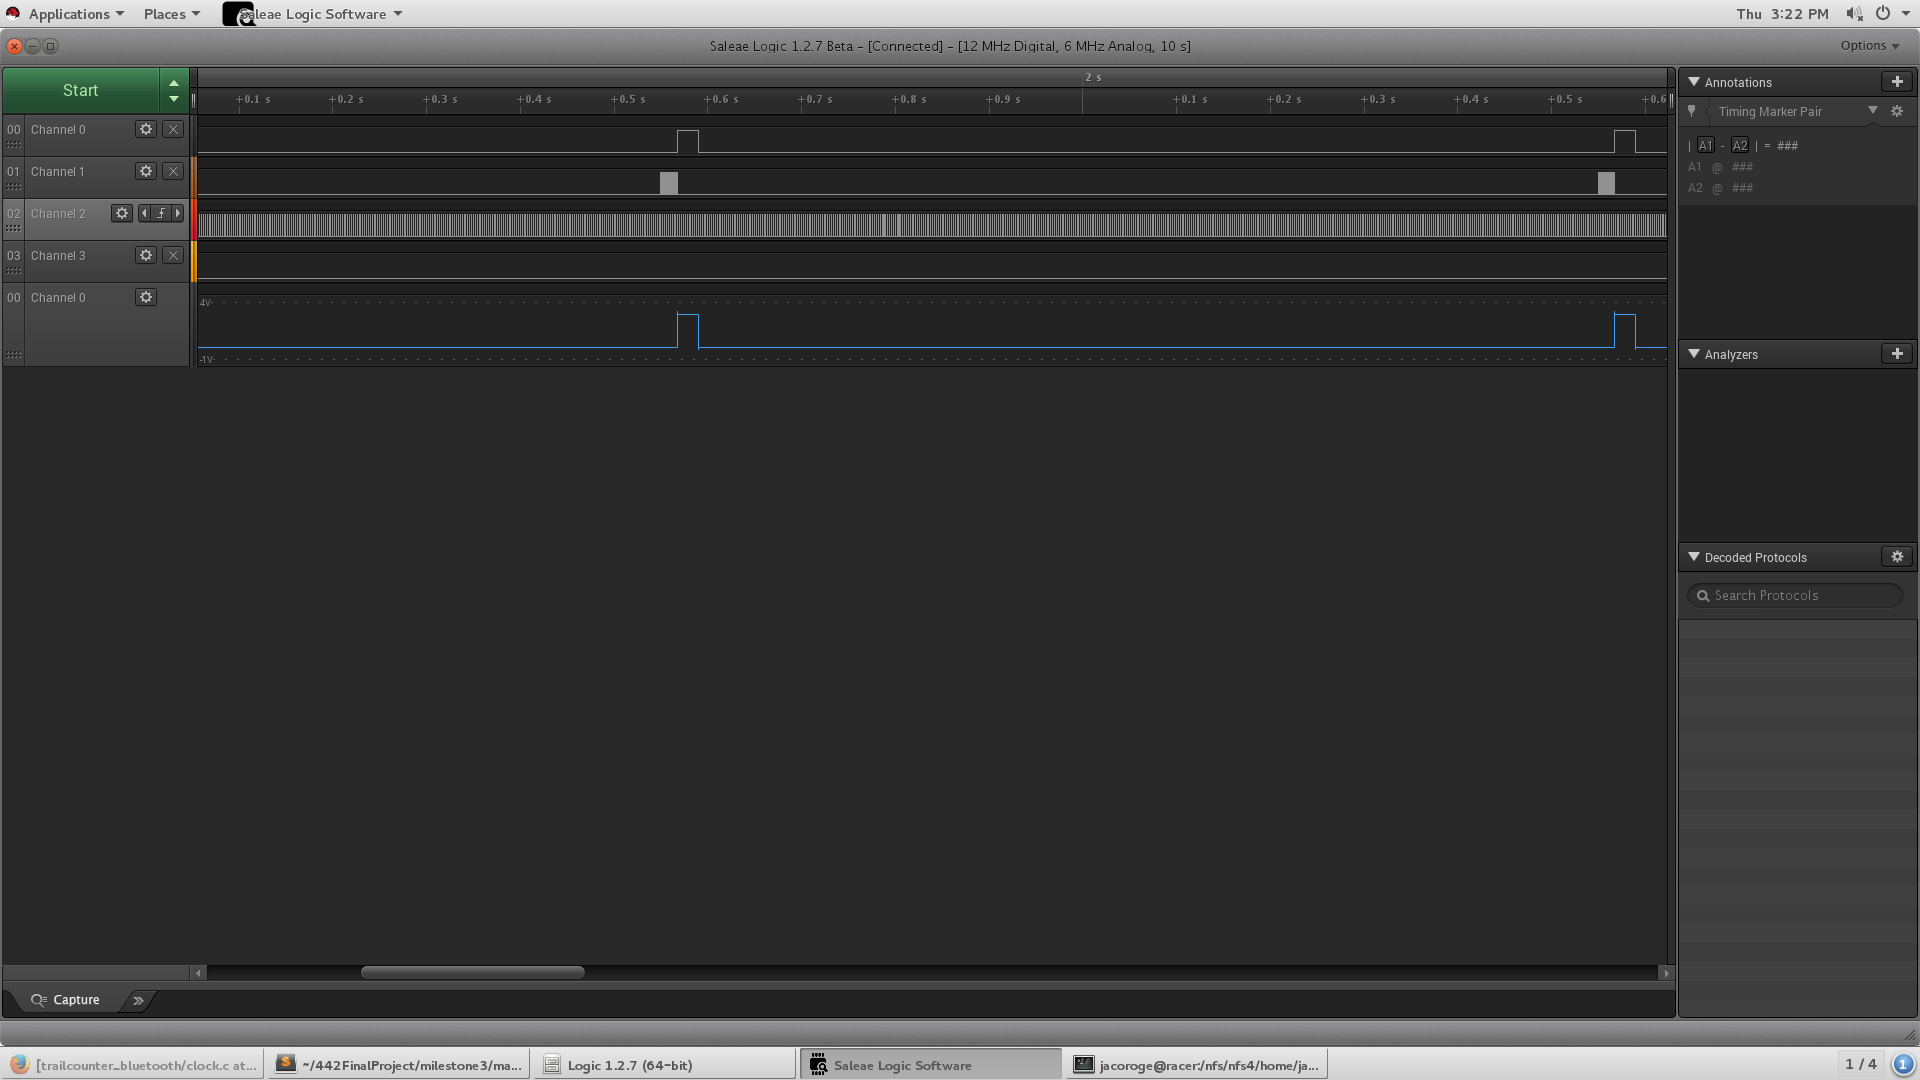 Applications Places Saleae Logic Software Thu 3:22 PM
Saleae Logic 1.2.7 Beta - [Connected] - [12 MHz Digital, 6 MHz Analog, 10 s] Options
Start
2 s
+0.1 s +0.2 s +0.3 s +0.4 s +0.5 s +0.6 s +0.7 s +0.8 s +0.9 s +0.1 s +0.2 s +0.3 s +0.4 s +0.5 s +0.6
00 Channel 0
01 Channel 1
02 Channel 2
03 Channel 3
00 Channel 0
4V
-1V
Annotations
Timing Marker Pair
| A1 - A2 | = ###
A1 @ ###
A2 @ ###
Analyzers
Decoded Protocols
Search Protocols
Capture
[trailcounter_bluetooth/clock.c at... ~/442FinalProject/milestone3/ma... Logic 1.2.7 (64-bit) Saleae Logic Software jacoroge@racer:/nfs/nfs4/home/ja... 1 / 4 1